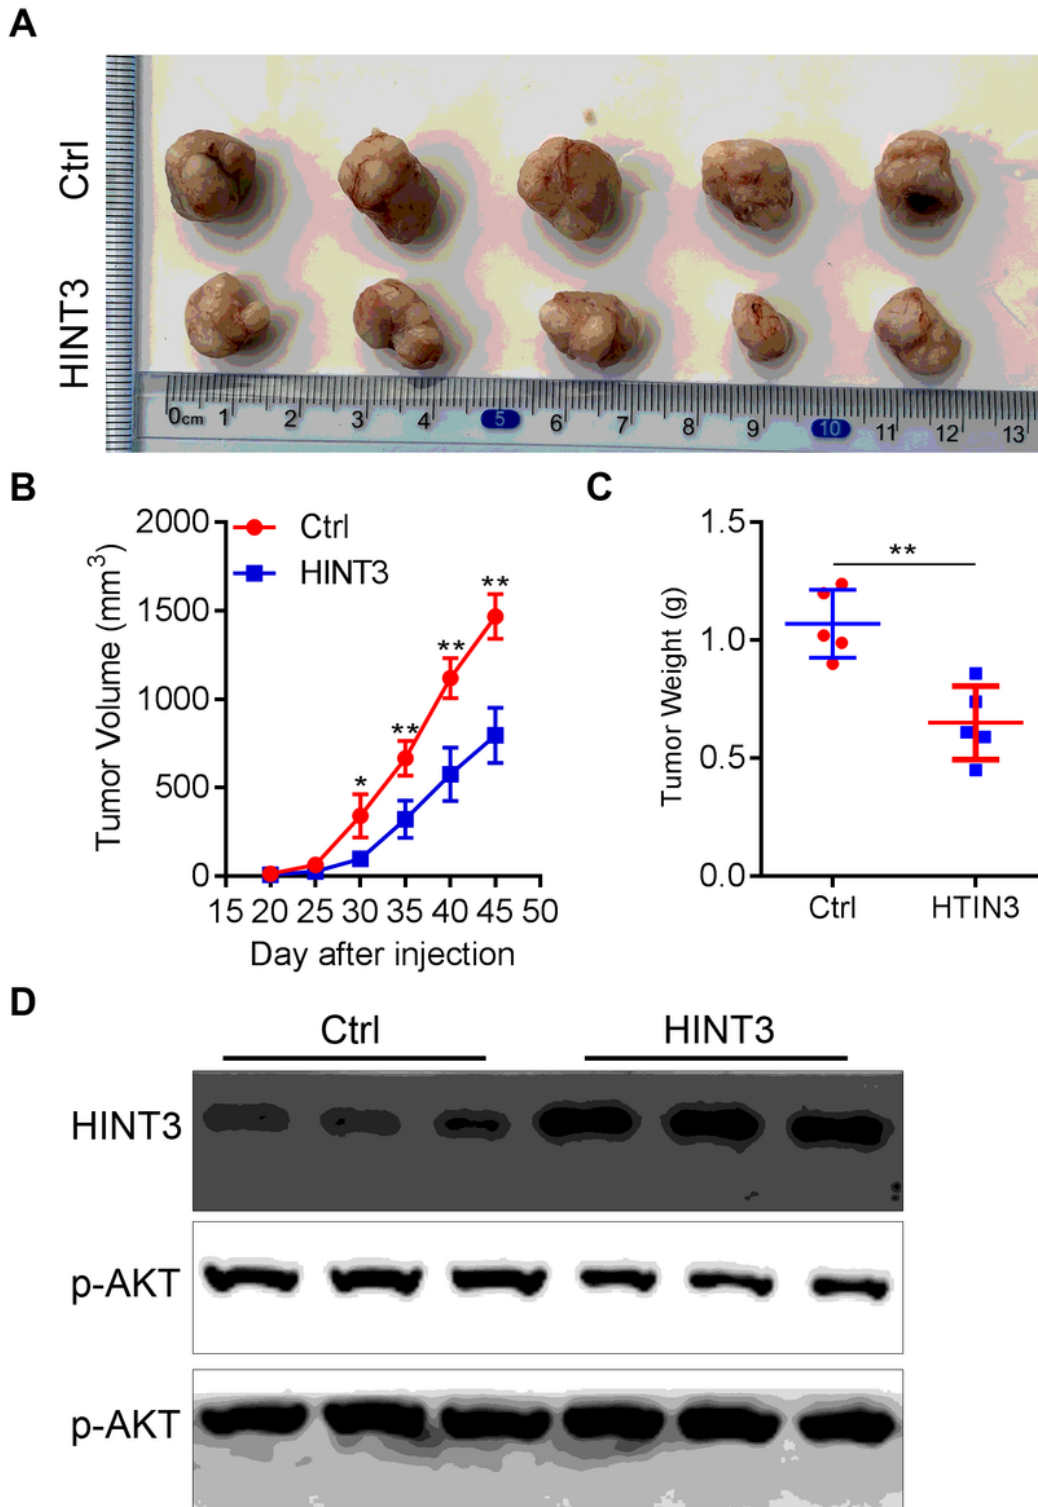 A
Ctrl
HINT3
0cm 1 2 3 4 5 6 7 8 9 10 11 12 13
B
Ctrl
HINT3
Tumor Volume (mm³)
2000
1500
1000
500
0
*
**
**
**
15 20 25 30 35 40 45 50
Day after injection
C
Tumor Weight (g)
1.5
1.0
0.5
0.0
**
Ctrl HTIN3
D
Ctrl HINT3
HINT3
p-AKT
p-AKT